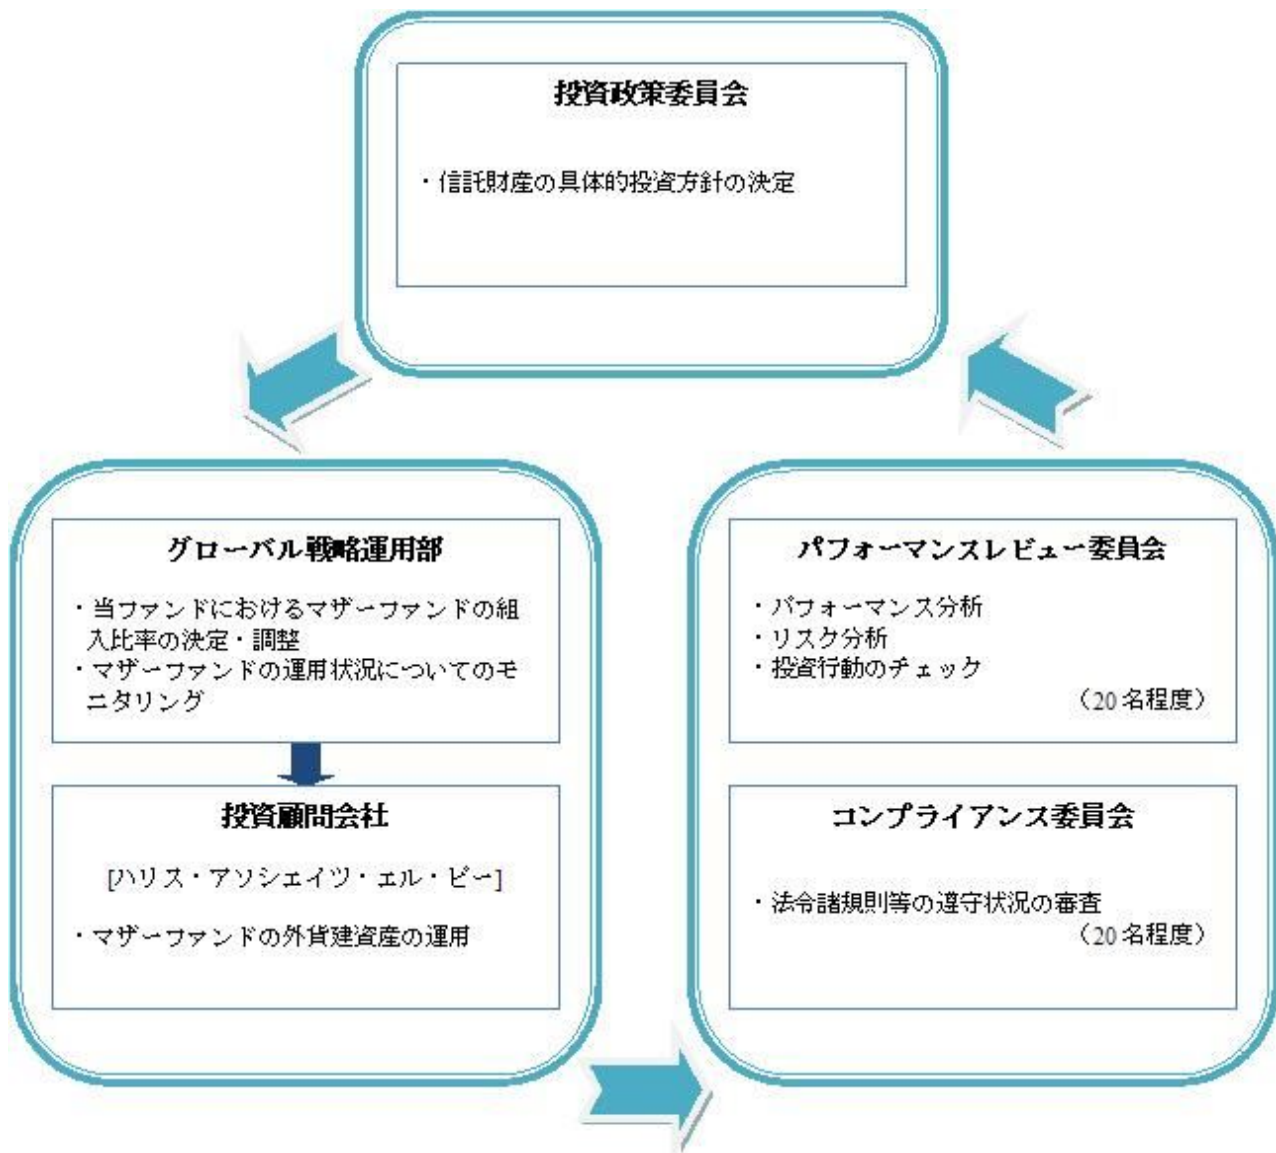 投資政策委員会
・信託財産の具体的投資方針の決定
グローバル戦略運用部
・当ファンドにおけるマザーファンドの組
入比率の決定・調整
・マザーファンドの運用状況についてのモ
ニタリング
投資顧問会社
[ハリス・アソシエイツ・エル・ピー]
・マザーファンドの外貨建資産の運用
パフォーマンスレビュー委員会
・パフォーマンス分析
・リスク分析
・投資行動のチェック
（20 名程度）
コンプライアンス委員会
・法令諸規則等の遵守状況の審査
（20 名程度）